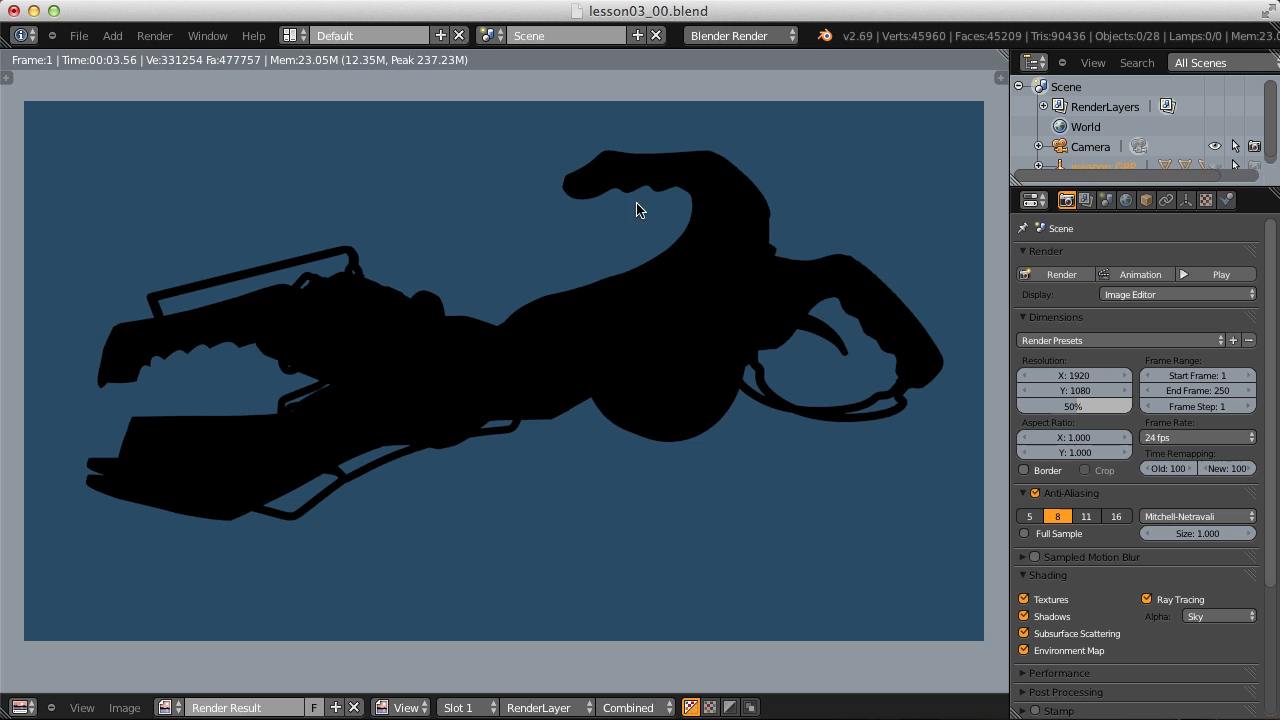 lesson03_00.blend
File Add Render Window Help Default Scene Blender Render v2.69 | Verts:45960 | Faces:45209 | Tris:90436 | Objects:0/28 | Lamps:0/0 | Mem:23.0
Frame:1 | Time:00:03.56 | Ve:331254 Fa:477757 | Mem:23.05M (12.35M, Peak 237.23M)
View Search All Scenes
Scene
RenderLayers |
World
Camera |
weapon_GRP
Scene
Render
Render Animation Play
Display: Image Editor
Dimensions
Render Presets
Resolution: Frame Range:
X: 1920 Start Frame: 1
Y: 1080 End Frame: 250
50% Frame Step: 1
Aspect Ratio: Frame Rate:
X: 1.000 24 fps
Y: 1.000 Time Remapping:
Border Crop Old: 100 New: 100
Anti-Aliasing
5 8 11 16 Mitchell-Netravali
Full Sample Size: 1.000
Sampled Motion Blur
Shading
Textures Ray Tracing
Shadows Alpha: Sky
Subsurface Scattering
Environment Map
Performance
Post Processing
Stamp
View Image Render Result F View Slot 1 RenderLayer Combined